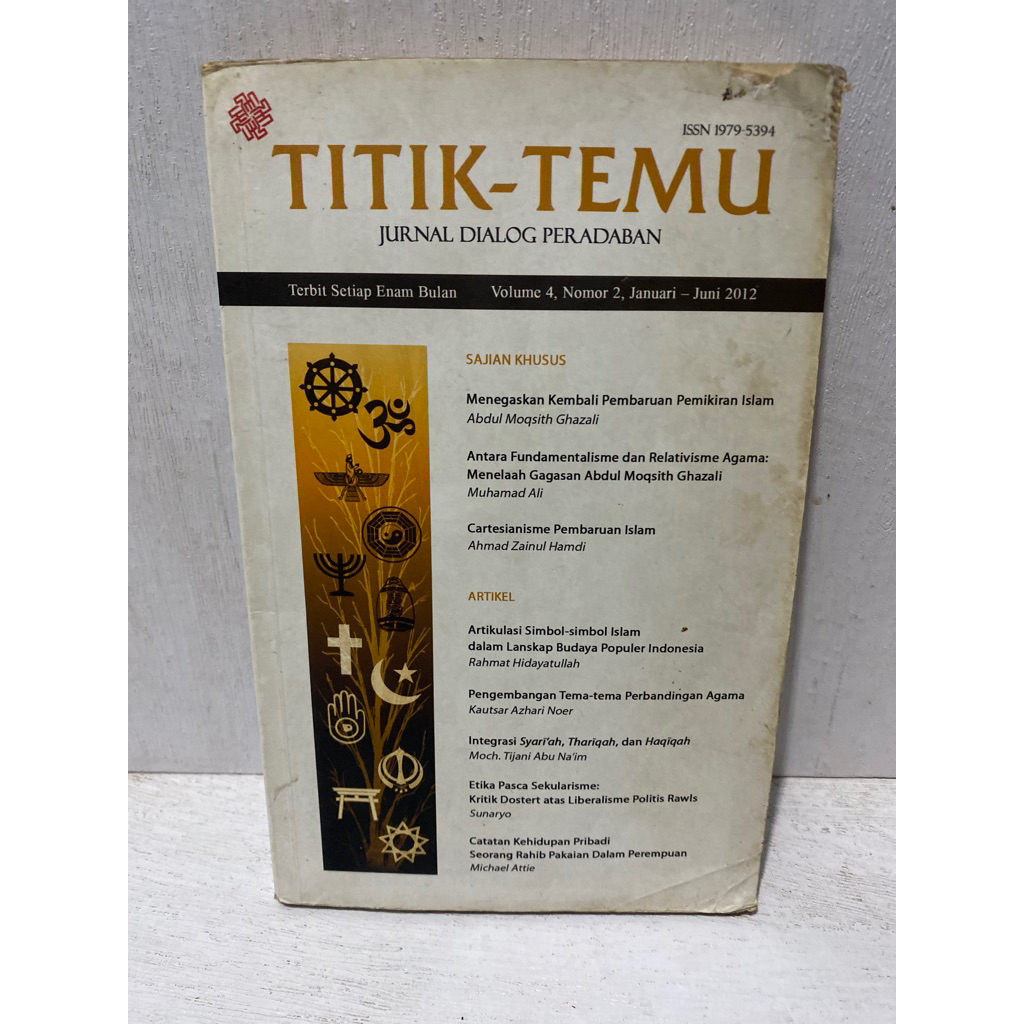 ISSN 1979-5394
TITIK-TEMU
JURNAL DIALOG PERADABAN
Terbit Setiap Enam Bulan Volume 4, Nomor 2, Januari – Juni 2012
SAJIAN KHUSUS
Menegaskan Kembali Pembaruan Pemikiran Islam
Abdul Moqsith Ghazali
Antara Fundamentalisme dan Relativisme Agama:
Menelaah Gagasan Abdul Moqsith Ghazali
Muhamad Ali
Cartesianisme Pembaruan Islam
Ahmad Zainul Hamdi
ARTIKEL
Artikulasi Simbol-simbol Islam
dalam Lanskap Budaya Populer Indonesia
Rahmat Hidayatullah
Pengembangan Tema-tema Perbandingan Agama
Kautsar Azhari Noer
Integrasi Syarī'ah, Tharīqah, dan Haqīqah
Moch. Tijani Abu Na'im
Etika Pasca Sekularisme:
Kritik Dostert atas Liberalisme Politis Rawls
Sunaryo
Catatan Kehidupan Pribadi
Seorang Rahib Pakaian Dalam Perempuan
Michael Attie